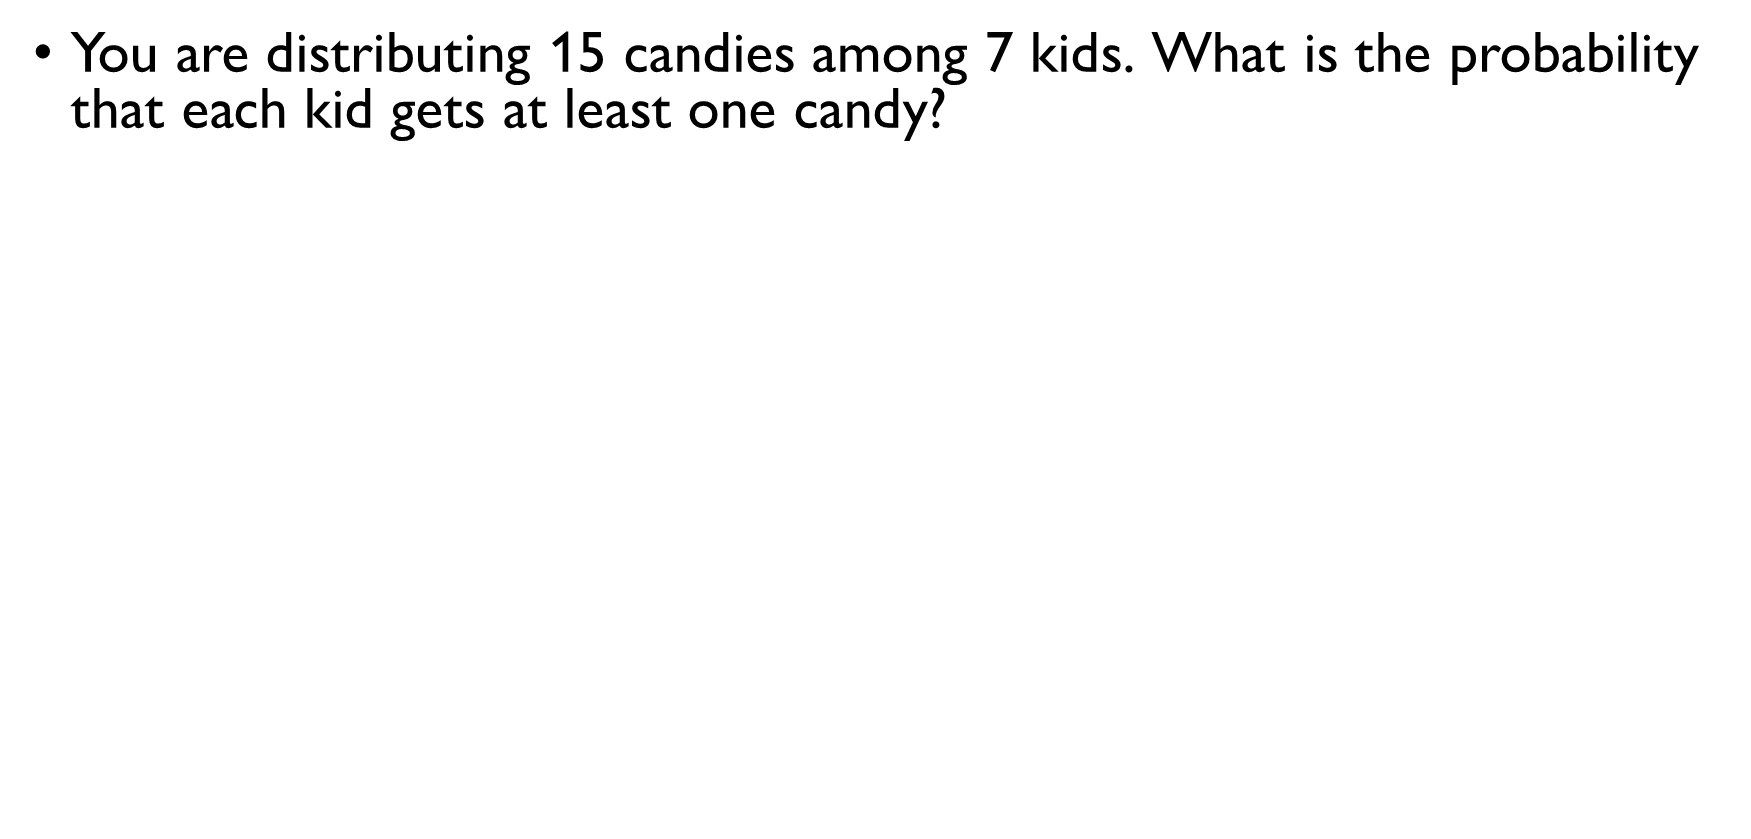 • You are distributing 15 candies among 7 kids. What is the probability
that each kid gets at least one candy?